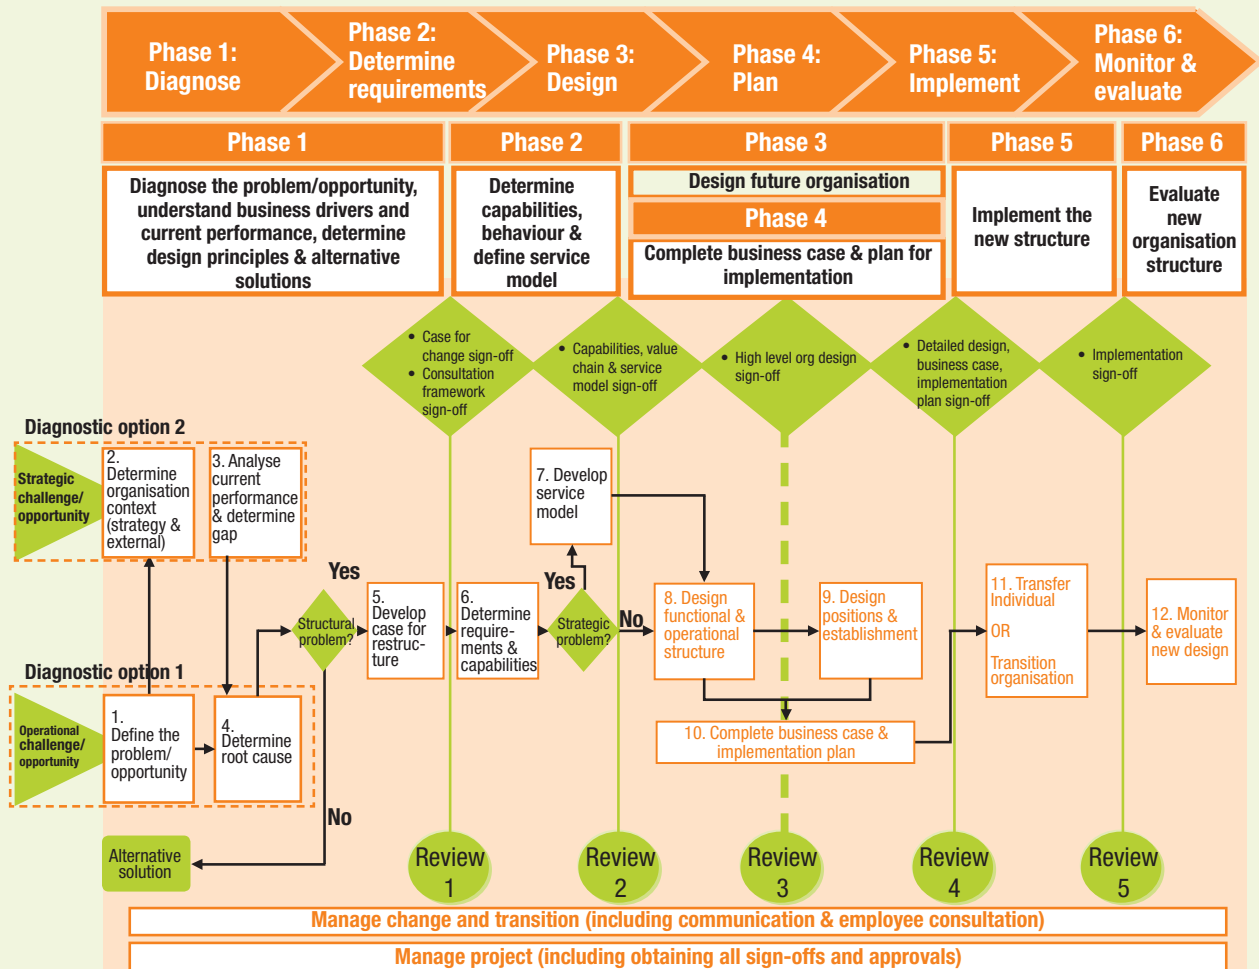 Phase 1:
Diagnose
Phase 2:
Determine
requirements
Phase 3:
Design
Phase 4:
Plan
Phase 5:
Implement
Phase 6:
Monitor &
evaluate
Phase 1
Phase 2
Phase 3
Phase 5
Phase 6
Diagnose the problem/opportunity,
understand business drivers and
current performance, determine
design principles & alternative
solutions
Determine
capabilities,
behaviour &
define service
model
Design future organisation
Phase 4
Complete business case & plan for
implementation
Implement the
new structure
Evaluate
new
organisation
structure
• Case for
change sign-off
• Consultation
framework
sign-off
• Capabilities, value
chain & service
model sign-off
• High level org design
sign-off
• Detailed design,
business case,
implementation
plan sign-off
• Implementation
sign-off
Diagnostic option 2
Strategic
challenge/
opportunity
2.
Determine
organisation
context
(strategy &
external)
3. Analyse
current
performance
& determine
gap
7. Develop
service
model
Yes
Structural
problem?
No
5.
Develop
case for
restruc-
ture
6.
Determine
require-
ments &
capabilities
Yes
Strategic
problem?
No
8. Design
functional &
operational
structure
9. Design
positions &
establishment
11. Transfer
Individual
OR
Transition
organisation
12. Monitor
& evaluate
new design
Diagnostic option 1
Operational
challenge/
opportunity
1.
Define the
problem/
opportunity
4.
Determine
root cause
10. Complete business case &
implementation plan
Alternative
solution
Review
1
Review
2
Review
3
Review
4
Review
5
Manage change and transition (including communication & employee consultation)
Manage project (including obtaining all sign-offs and approvals)